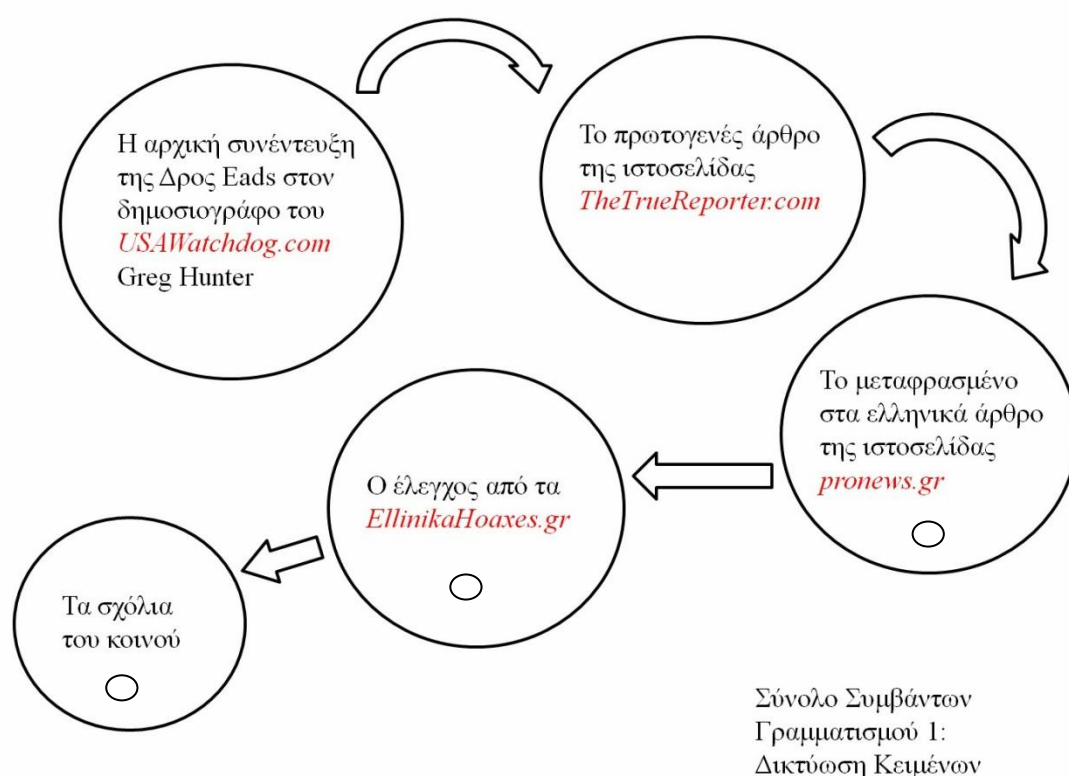 Η αρχική συνέντευξη
της Δρος Eads στον
δημοσιογράφο του
USAWatchdog.com
Greg Hunter
Το πρωτογενές άρθρο
της ιστοσελίδας
TheTrueReporter.com
Το μεταφρασμένο
στα ελληνικά άρθρο
της ιστοσελίδας
pronews.gr
Ο έλεγχος από τα
EllinikaHoaxes.gr
Τα σχόλια
του κοινού
Σύνολο Συμβάντων
Γραμματισμού 1:
Δικτύωση Κειμένων